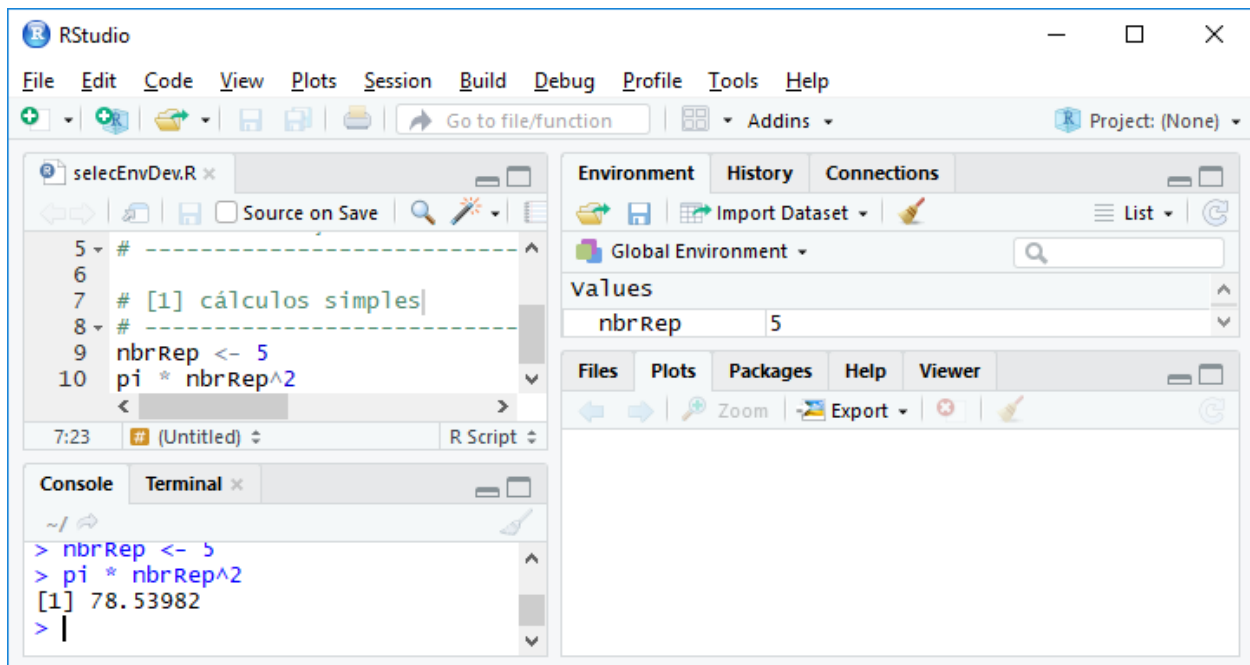 RStudio
File Edit Code View Plots Session Build Debug Profile Tools Help
Go to file/function Addins Project: (None)
selecEnvDev.R
Source on Save
5 # -----------------------------
6
7 # [1] cálculos simples
8 # -----------------------------
9 nbrRep <- 5
10 pi * nbrRep^2
7:23 # (Untitled) R Script
Console Terminal
~/
> nbrRep <- 5
> pi * nbrRep^2
[1] 78.53982
>
Environment History Connections
Import Dataset List
Global Environment
Values
nbrRep 5
Files Plots Packages Help Viewer
Zoom Export